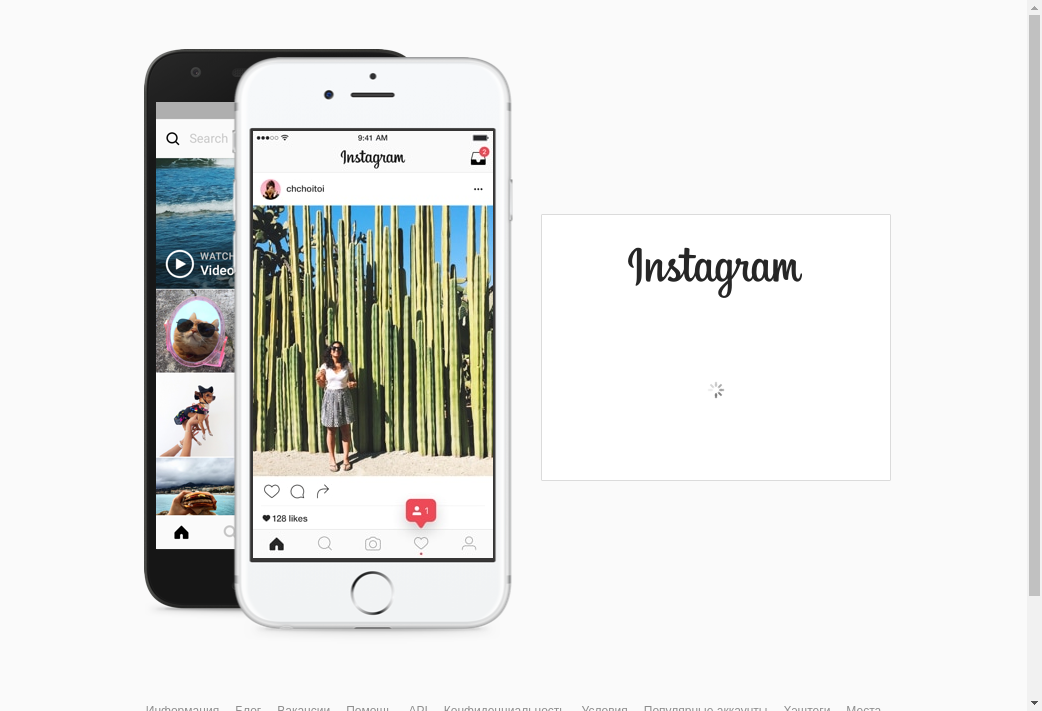 Search
WATCH
Video
9:41 AM
Instagram
2
chchoitoi
128 likes
1
Instagram
Информация Блог Вакансии Помощь API Конфиденциальность Условия Популярные аккаунты Хэштеги Места